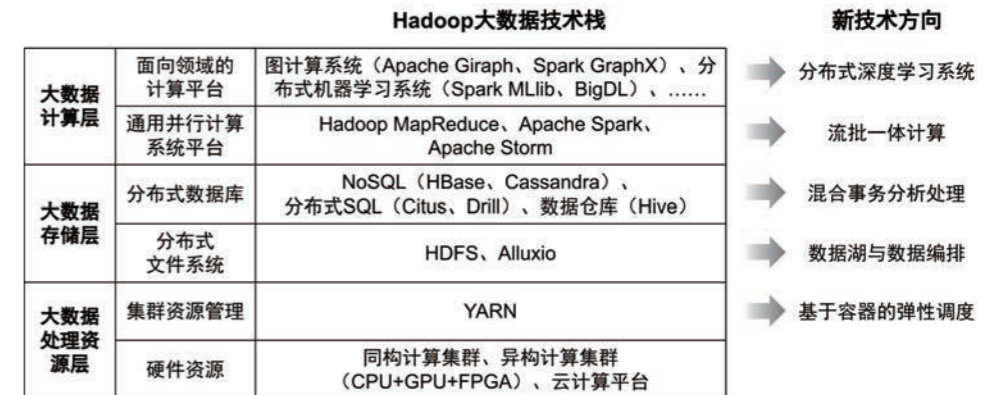 Hadoop大数据技术栈
新技术方向
大数据
计算层
面向领域的
计算平台
图计算系统（Apache Giraph、Spark GraphX）、分
布式机器学习系统（Spark MLlib、BigDL）、……
分布式深度学习系统
通用并行计算
系统平台
Hadoop MapReduce、Apache Spark、
Apache Storm
流批一体计算
大数据
存储层
分布式数据库
NoSQL（HBase、Cassandra）、
分布式SQL（Citus、Drill）、数据仓库（Hive）
混合事务分析处理
分布式
文件系统
HDFS、Alluxio
数据湖与数据编排
大数据
处理资
源层
集群资源管理
YARN
基于容器的弹性调度
硬件资源
同构计算集群、异构计算集群
（CPU+GPU+FPGA）、云计算平台